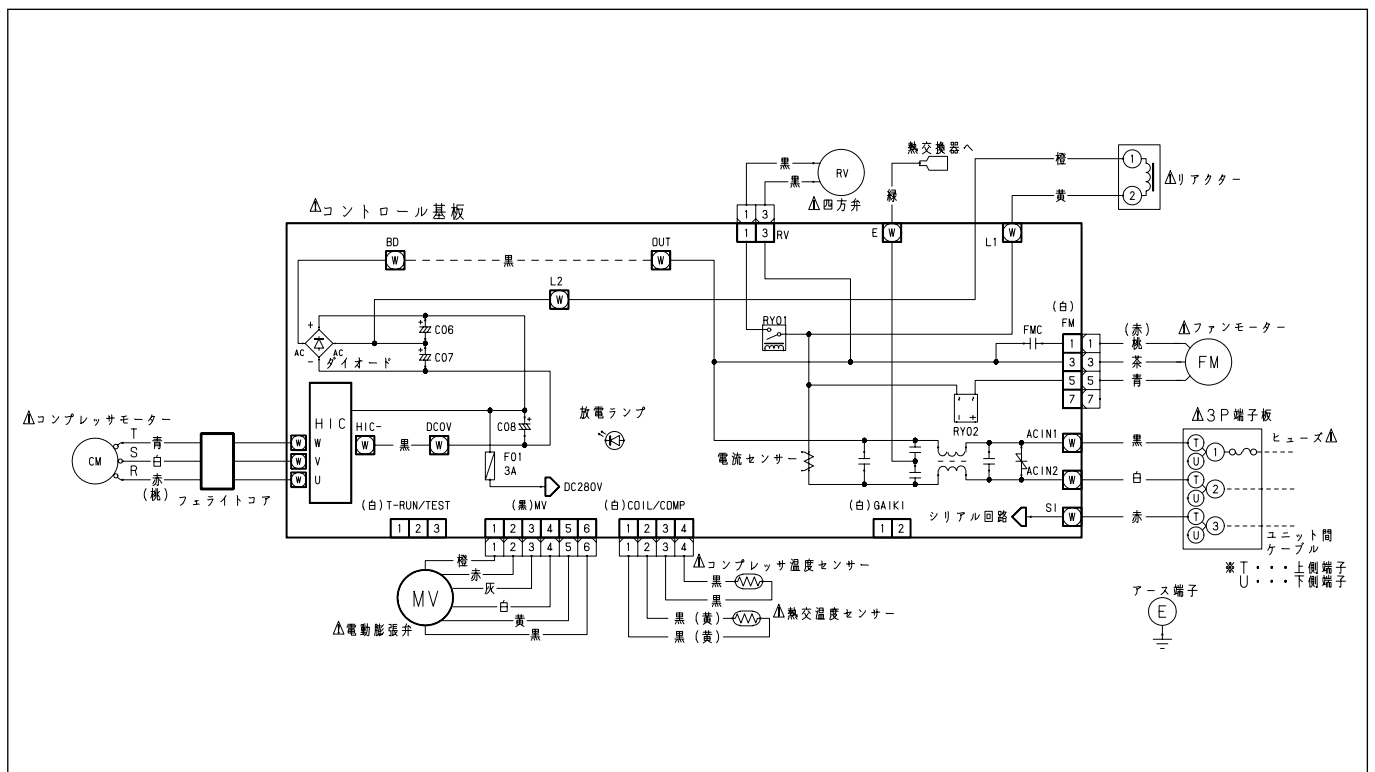 熱交換器へ
黒
RV
黒
橙
1
黄
2
⚠リアクター
⚠四方弁
緑
⚠コントロール基板
1 3
1 3 RV
E W
L1 W
BD
W
黒
OUT
W
L2
W
(白)
FM
(赤)
⚠ファンモーター
RY01
FMC
1 1 桃
3 3 茶
FM
5 5 青
7 7
+
C06
+
C07
AC AC
ダイオード
-
RY02
⚠コンプレッサモーター
HIC
放電ランプ
⚠3P端子板
T 青 W W
S 白 W V
R 赤 W U
(桃)
CM
フェライトコア
HIC-
W
黒
DC0V
W
C08
+
F01
3A
DC280V
電流センサー
ACIN1
W
黒
ACIN2
W
白
T
U
1
ヒューズ⚠
T
U
2
T
U
3
(白)T-RUN/TEST
1 2 3
(黒)MV
1 2 3 4 5 6
1 2 3 4 5 6
(白)COIL/COMP
1 2 3 4
1 2 3 4
(白)GAIKI
1 2
シリアル回路
SI
W
赤
ユニット間
ケーブル
※T・・・上側端子
U・・・下側端子
橙
赤
灰
MV
白
黄
黒
⚠電動膨張弁
⚠コンプレッサ温度センサー
黒
黒
黒(黄)
⚠熱交温度センサー
黒(黄)
アース端子
E